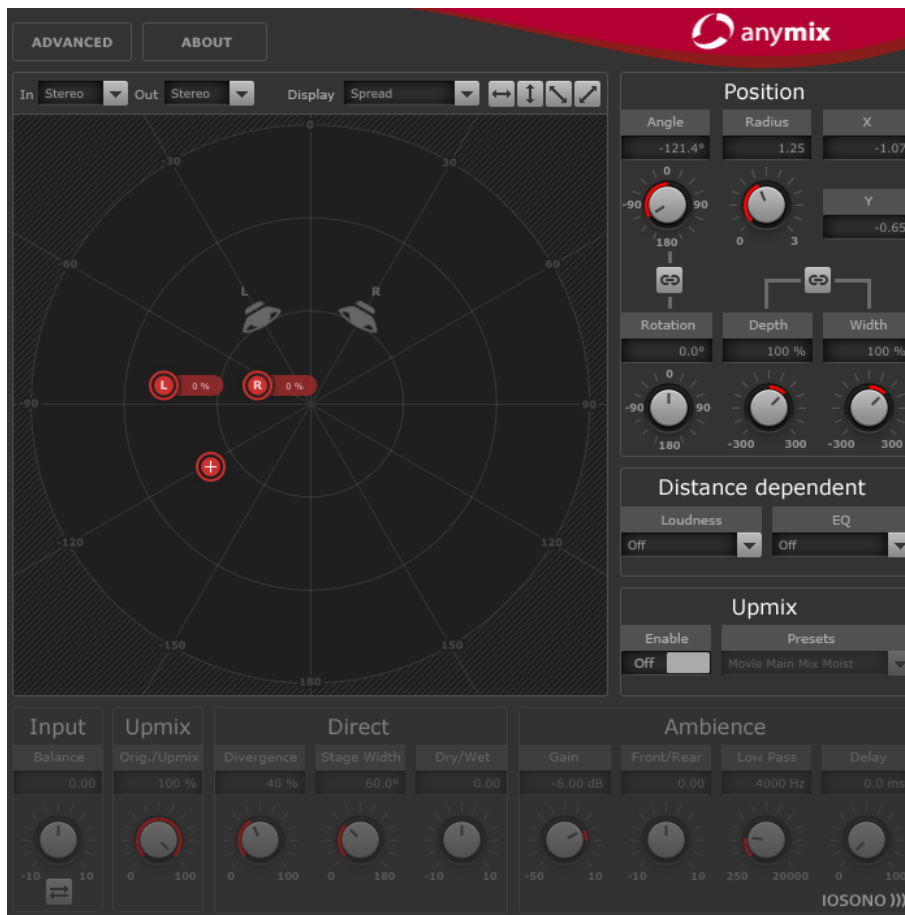 ADVANCED ABOUT anymix
In Stereo Out Stereo Display Spread
Position
Angle Radius X
-121.4° 1.25 -1.07
0
-90 90
180
0 3
Y
-0.65
Rotation Depth Width
0.0° 100 % 100 %
0
-90 90
180
-300 300
-300 300
0
-30 30
-60 60
L R
L 0 % R 0 %
-90 90
-120 120
-150 150
180
Distance dependent
Loudness EQ
Off Off
Upmix
Enable Presets
Off Movie Main Mix Moist
Input Upmix Direct Ambience
Balance Orig./Upmix Divergence Stage Width Dry/Wet Gain Front/Rear Low Pass Delay
0.00 100 % 40 % 60.0° 0.00 -6.00 dB 0.00 4000 Hz 0.0 ms
-10 10 0 100 0 100 0 180 -10 10 -50 10 -10 10 250 20000 0 100
IOSONO